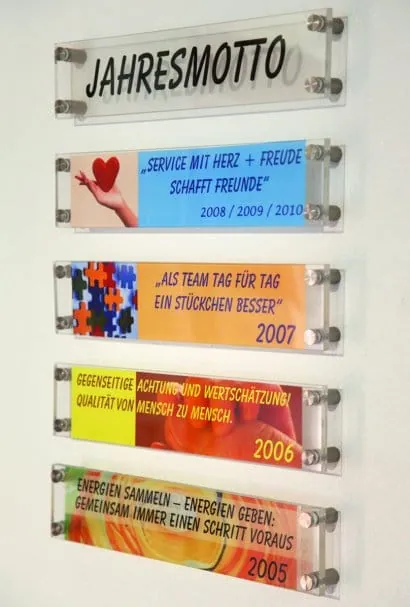 JAHRESMOTTO
„SERVICE MIT HERZ + FREUDE
SCHAFFT FREUNDE“
2008 / 2009 / 2010
„ALS TEAM TAG FÜR TAG
EIN STÜCKCHEN BESSER“
2007
GEGENSEITIGE ACHTUNG UND WERTSCHÄTZUNG!
QUALITÄT VON MENSCH ZU MENSCH.
2006
ENERGIEN SAMMELN – ENERGIEN GEBEN:
GEMEINSAM IMMER EINEN SCHRITT VORAUS
2005